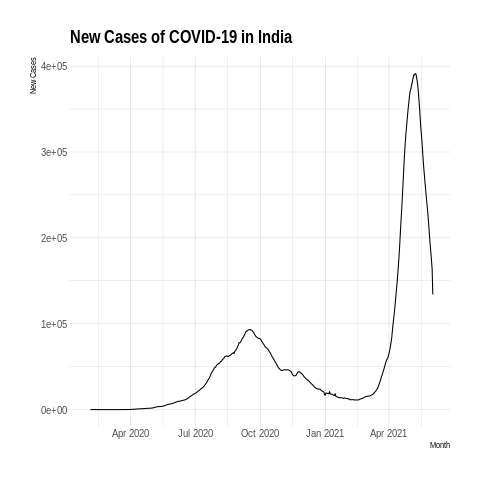 New Cases of COVID-19 in India
New Cases
4e+05
3e+05
2e+05
1e+05
0e+00
Apr 2020 Jul 2020 Oct 2020 Jan 2021 Apr 2021
Month